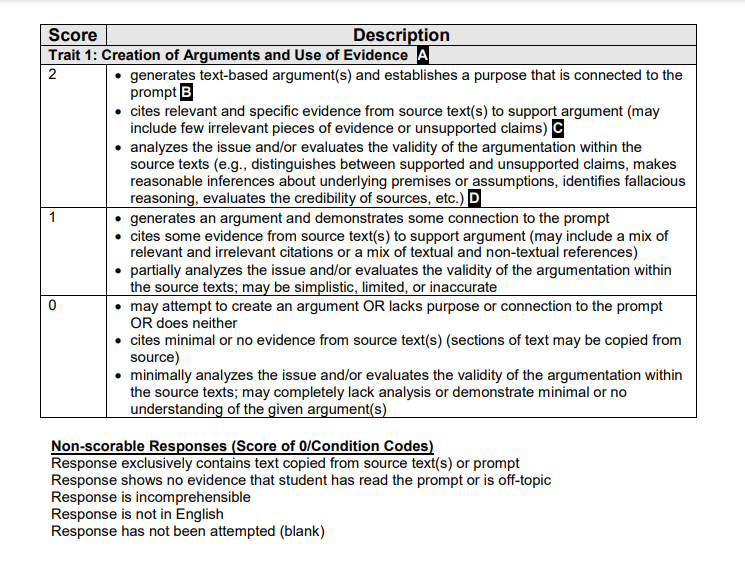 Score Description
Trait 1: Creation of Arguments and Use of Evidence A
2
• generates text-based argument(s) and establishes a purpose that is connected to the
prompt B
• cites relevant and specific evidence from source text(s) to support argument (may
include few irrelevant pieces of evidence or unsupported claims) C
• analyzes the issue and/or evaluates the validity of the argumentation within the
source texts (e.g., distinguishes between supported and unsupported claims, makes
reasonable inferences about underlying premises or assumptions, identifies fallacious
reasoning, evaluates the credibility of sources, etc.) D
1
• generates an argument and demonstrates some connection to the prompt
• cites some evidence from source text(s) to support argument (may include a mix of
relevant and irrelevant citations or a mix of textual and non-textual references)
• partially analyzes the issue and/or evaluates the validity of the argumentation within
the source texts; may be simplistic, limited, or inaccurate
0
• may attempt to create an argument OR lacks purpose or connection to the prompt
OR does neither
• cites minimal or no evidence from source text(s) (sections of text may be copied from
source)
• minimally analyzes the issue and/or evaluates the validity of the argumentation within
the source texts; may completely lack analysis or demonstrate minimal or no
understanding of the given argument(s)
Non-scorable Responses (Score of 0/Condition Codes)
Response exclusively contains text copied from source text(s) or prompt
Response shows no evidence that student has read the prompt or is off-topic
Response is incomprehensible
Response is not in English
Response has not been attempted (blank)